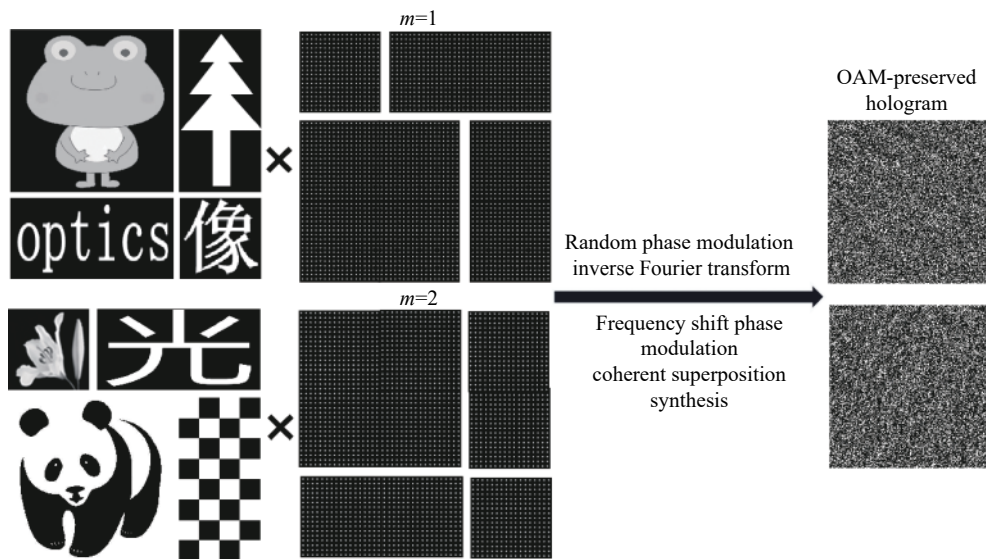 m=1
optics
像
OAM-preserved
hologram
Random phase modulation
inverse Fourier transform
m=2
光
Frequency shift phase
modulation
coherent superposition
synthesis